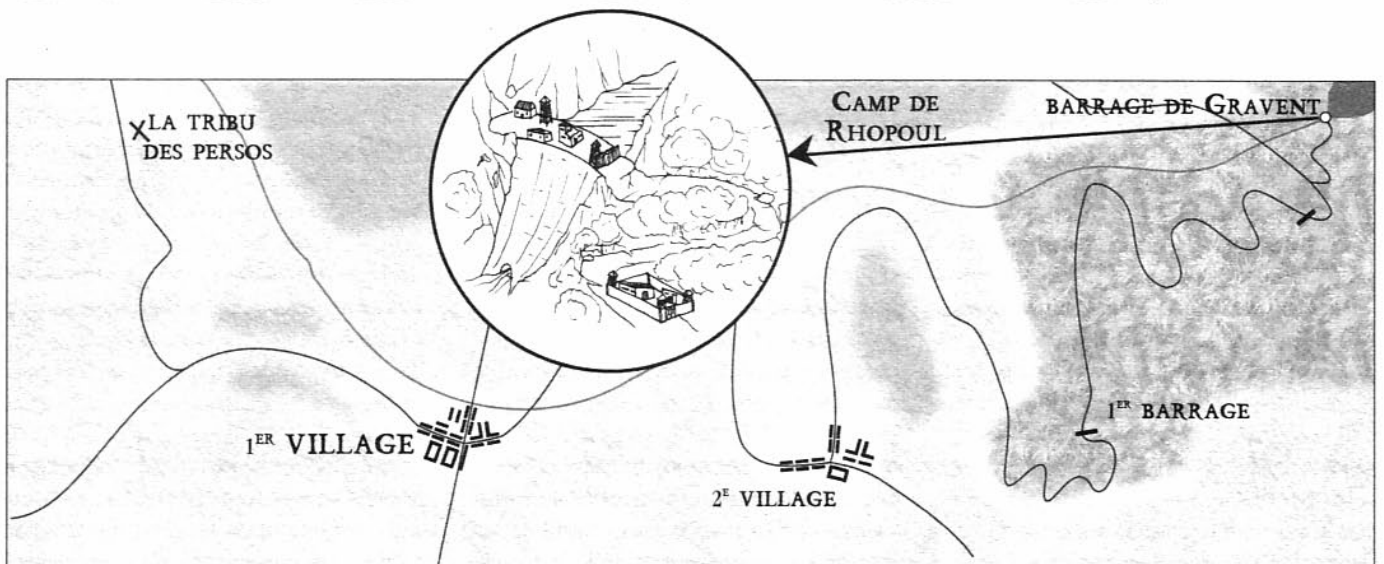 LA TRIBU
DES PERSOS
CAMP DE
RHOPOUL
BARRAGE DE GRAVENT
1ER VILLAGE
2E VILLAGE
1ER BARRAGE